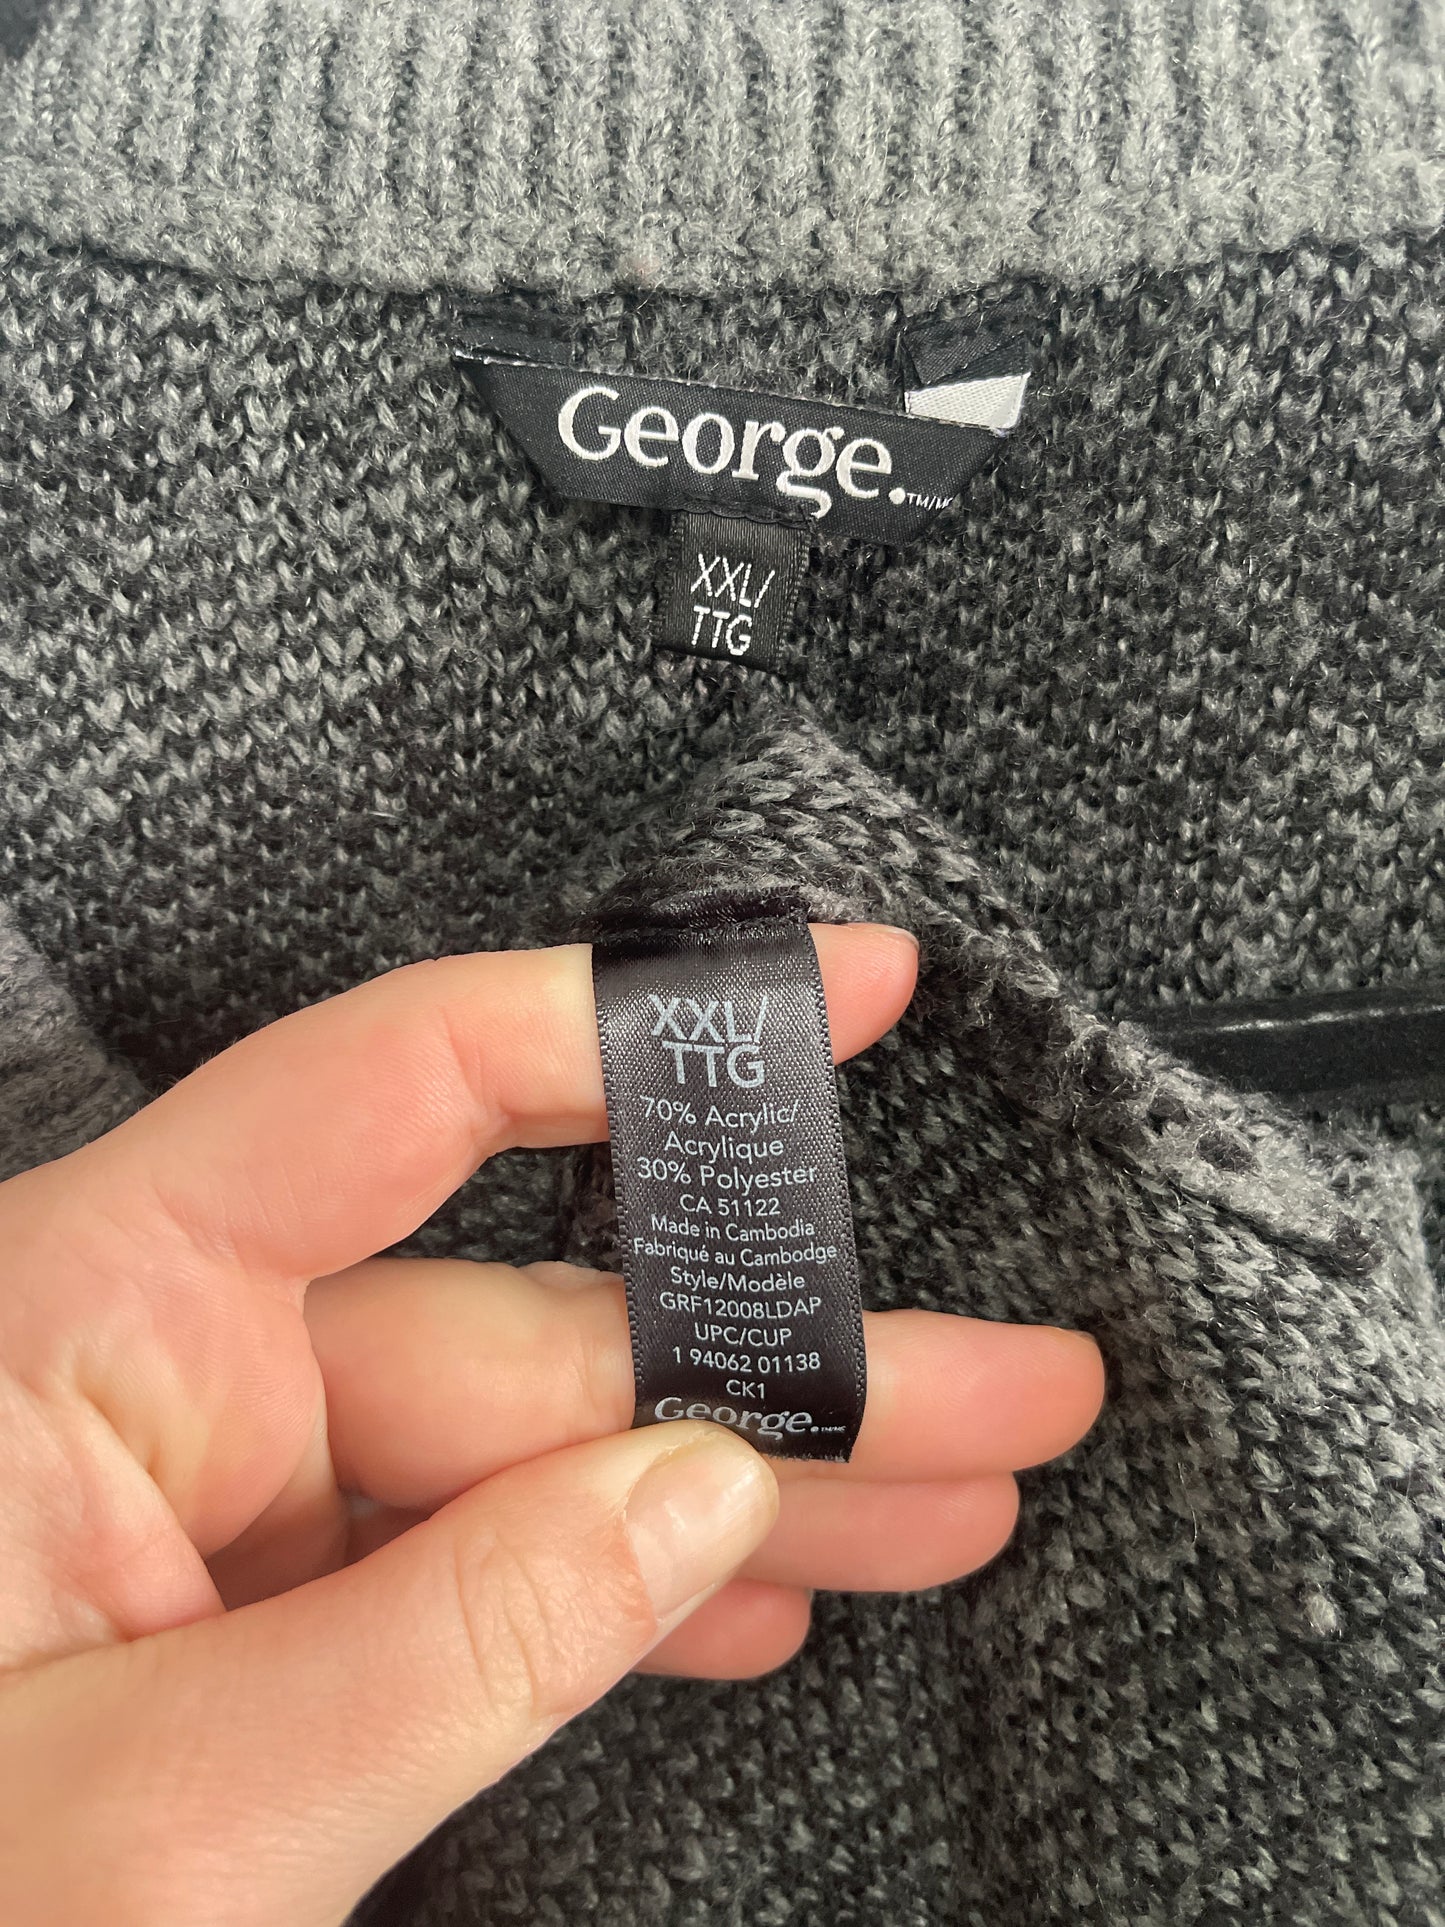 George.™/MC
XXL/
TTG
XXL/
TTG
70% Acrylic/
Acrylique
30% Polyester
CA 51122
Made in Cambodia
Fabriqué au Cambodge
Style/Modèle
GRF12008LDAP
UPC/CUP
1 94062 01138
CK1
George.